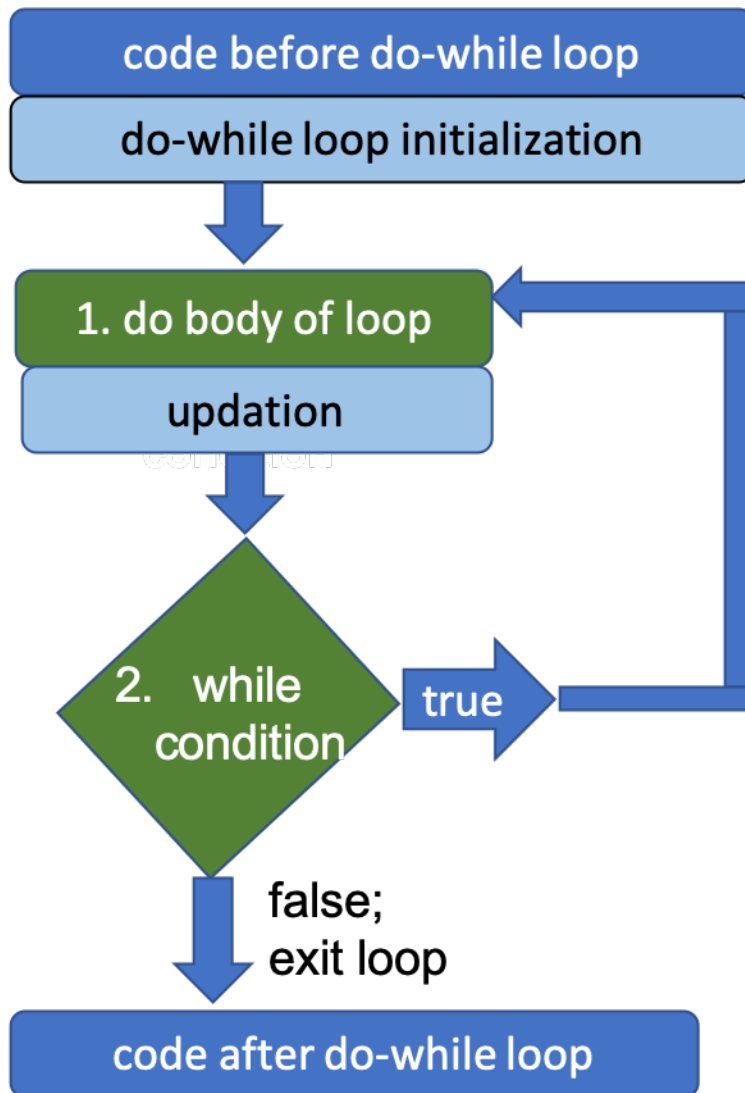 code before do-while loop
do-while loop initialization
1. do body of loop
updation
condition
2. while
condition
true
false;
exit loop
code after do-while loop